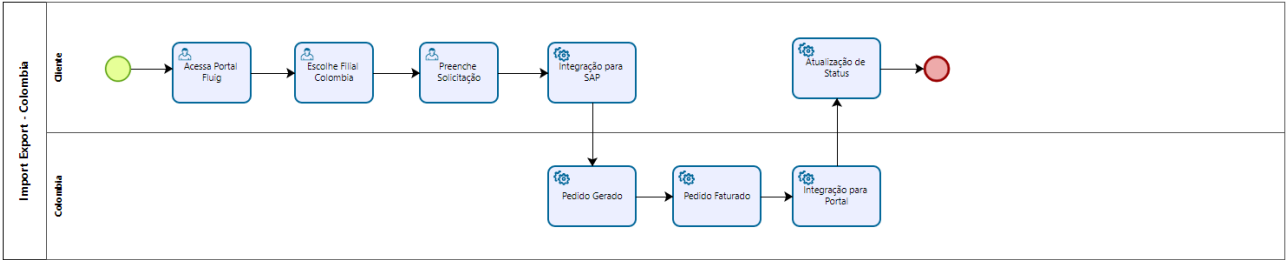 Import Export - Colombia
Cliente
Acessa Portal
Fluig
Escolhe Filial
Colombia
Preenche
Solicitação
Integração para
SAP
Atualização de
Status
Colombia
Pedido Gerado
Pedido Faturado
Integração para
Portal